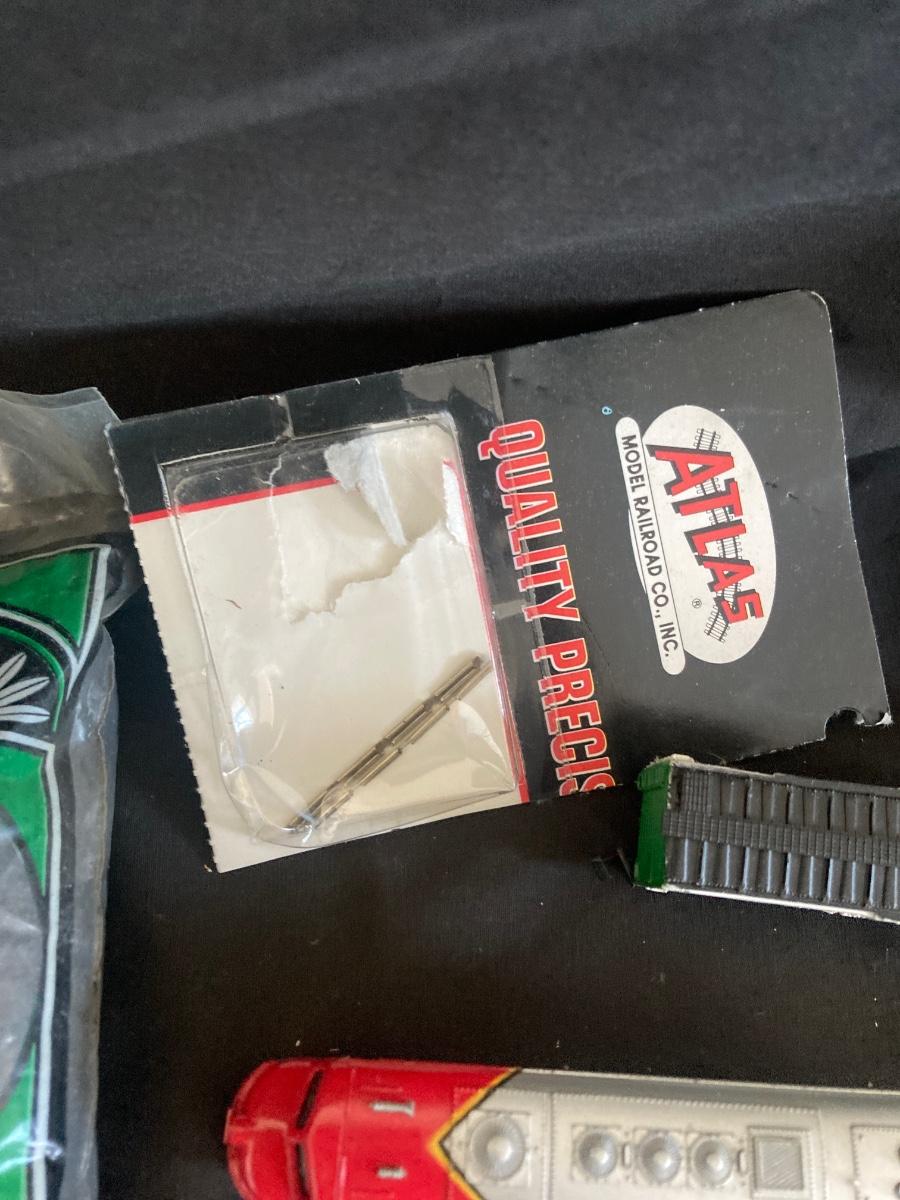 ATLAS
®
MODEL RAILROAD CO., INC.
QUALITY PRECIS